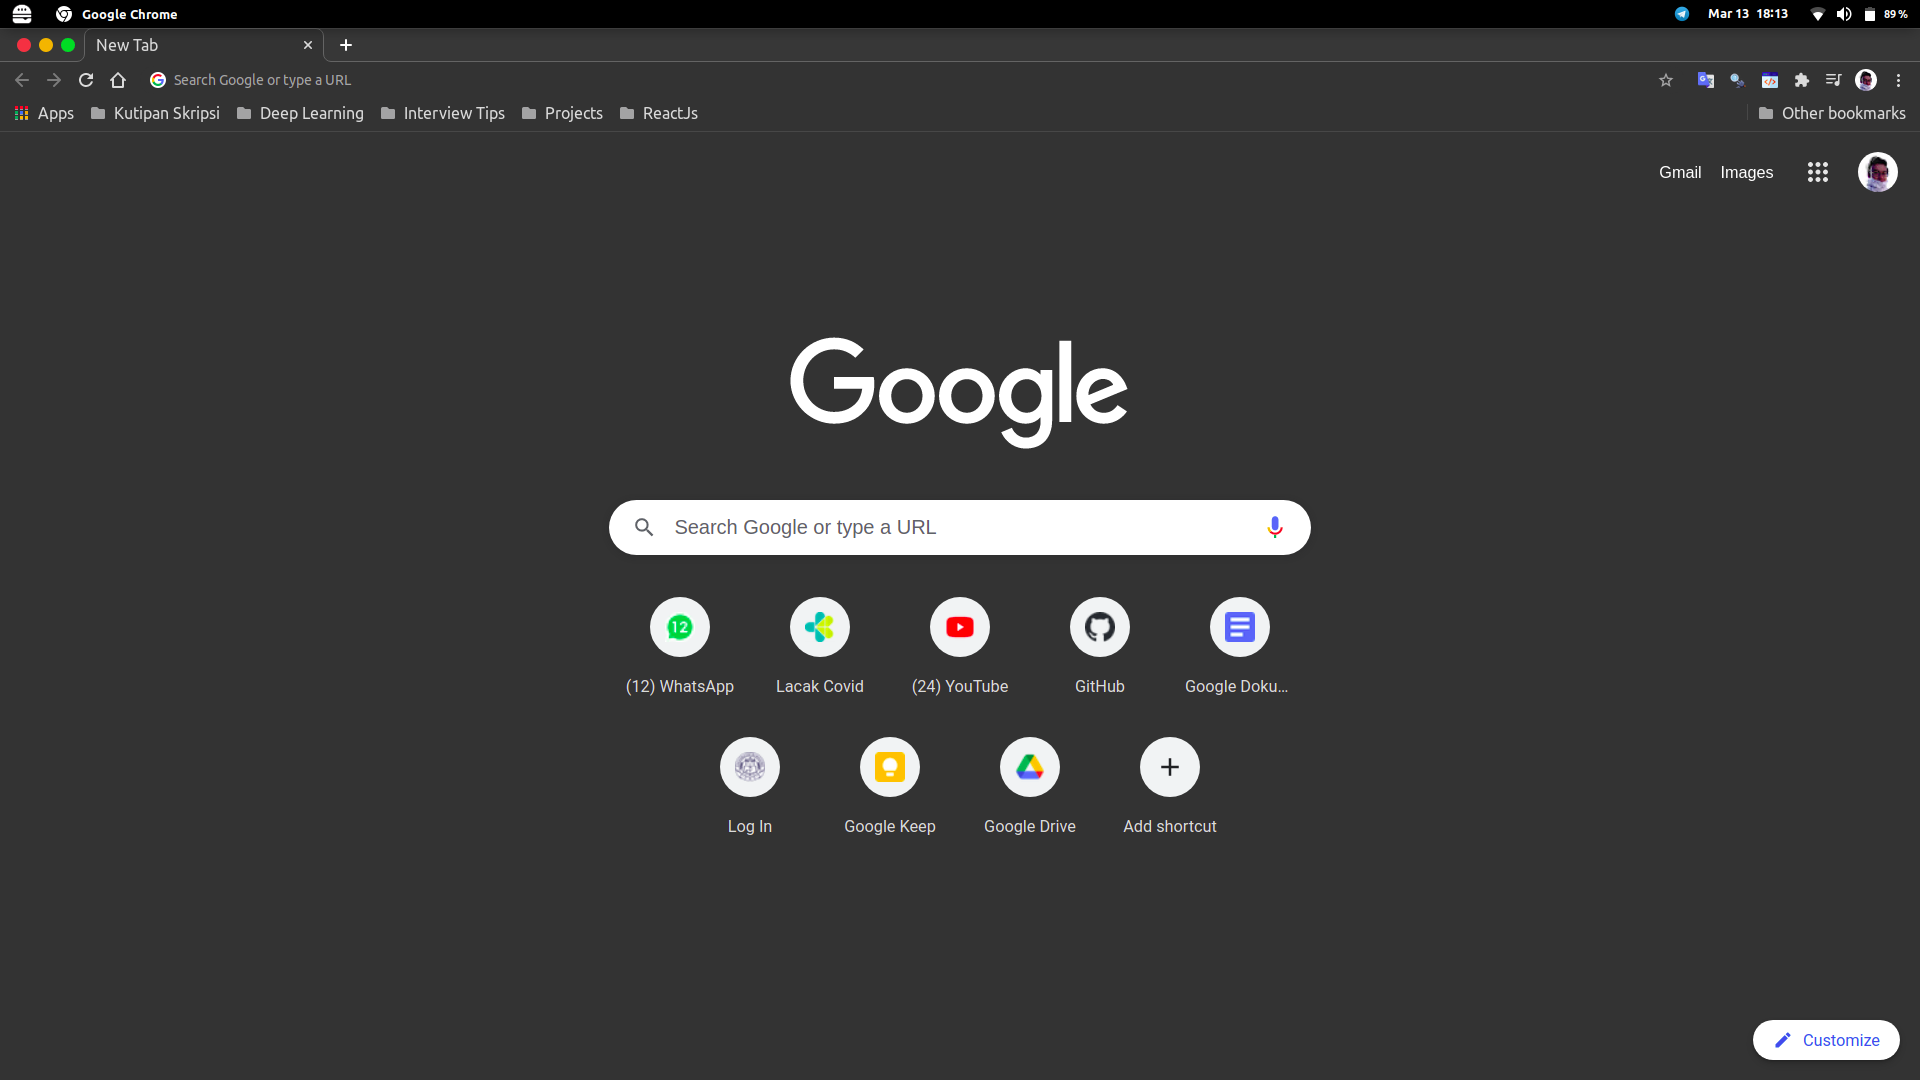 Google Chrome
Mar 13 18:13
89 %
New Tab
Search Google or type a URL
Apps
Kutipan Skripsi
Deep Learning
Interview Tips
Projects
ReactJs
Other bookmarks
Gmail
Images
Google
Search Google or type a URL
12
(12) WhatsApp
Lacak Covid
(24) YouTube
GitHub
Google Doku...
Log In
Google Keep
Google Drive
Add shortcut
Customize